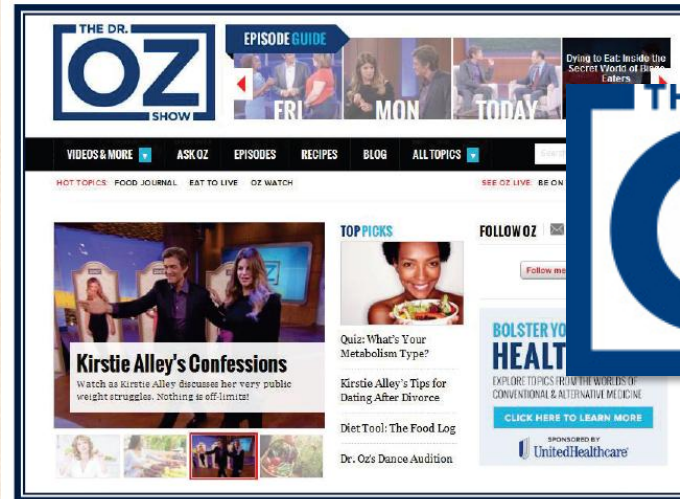 THE DR.
OZ
SHOW
EPISODE GUIDE
FRI
MON
TODAY
Dying to Eat: Inside the
Secret World of Binge
Eaters
TH
VIDEOS & MORE
ASK OZ
EPISODES
RECIPES
BLOG
ALL TOPICS
HOT TOPICS: FOOD JOURNAL EAT TO LIVE OZ WATCH
SEE OZ LIVE: BE ON
Kirstie Alley's Confessions
Watch as Kirstie Alley discusses her very public
weight struggles. Nothing is off-limits!
TOP PICKS
Quiz: What's Your
Metabolism Type?
Kirstie Alley's Tips for
Dating After Divorce
Diet Tool: The Food Log
Dr. Oz's Dance Audition
FOLLOW OZ
Follow me
BOLSTER YO
HEALT
EXPLORE TOPICS FROM THE WORLDS OF
CONVENTIONAL & ALTERNATIVE MEDICINE
CLICK HERE TO LEARN MORE
SPONSORED BY
UnitedHealthcare